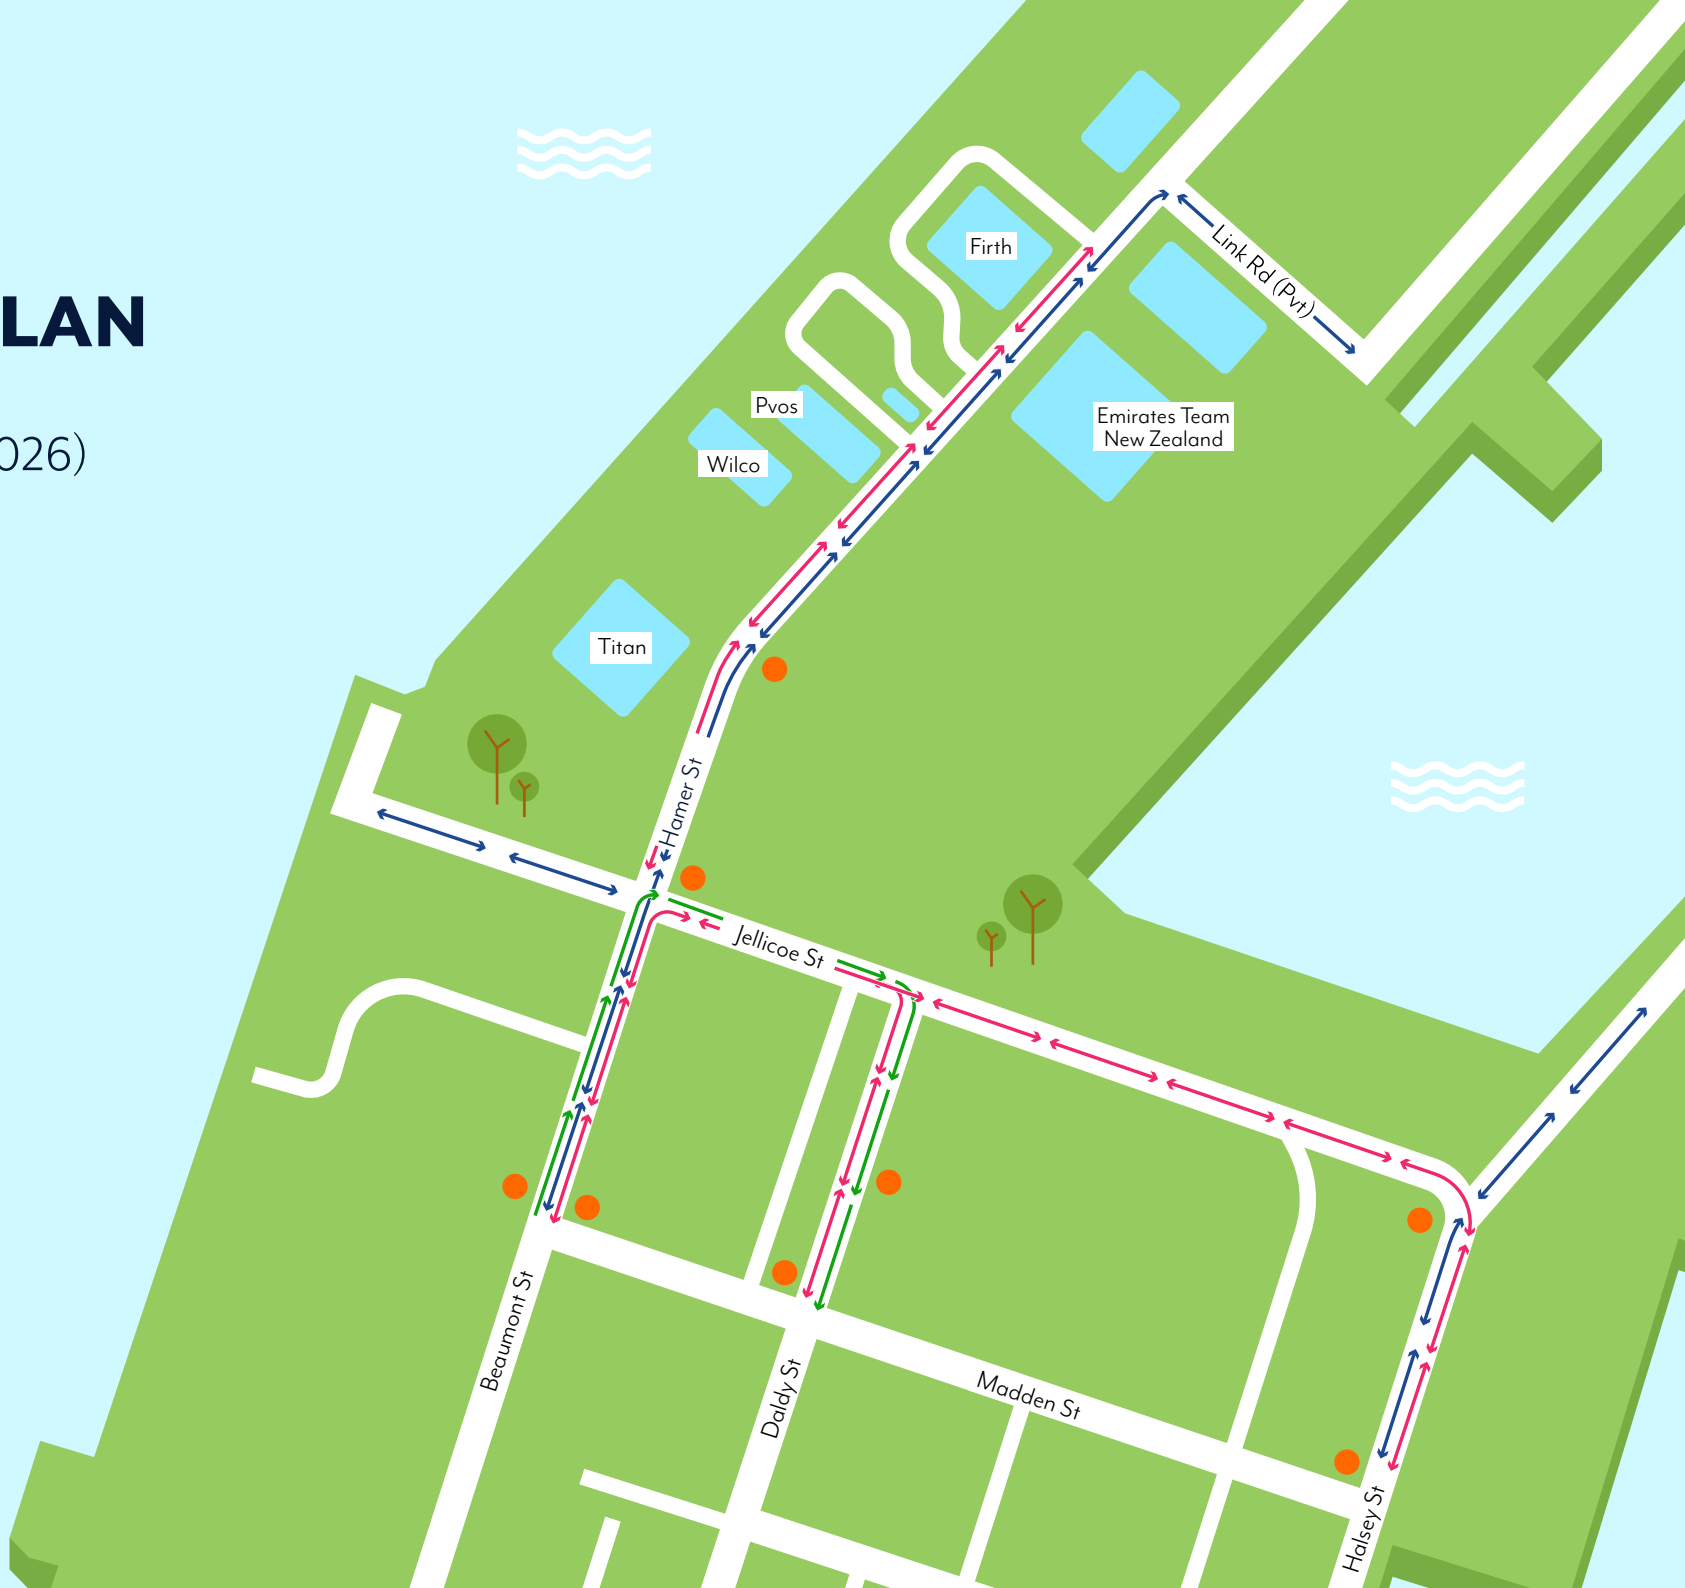 LAN
026)
Firth
Link Rd (Pvt)
Pvos
Emirates Team
New Zealand
Wilco
Titan
Hamer St
Jellicoe St
Beaumont St
Daldy St
Madden St
Halsey St